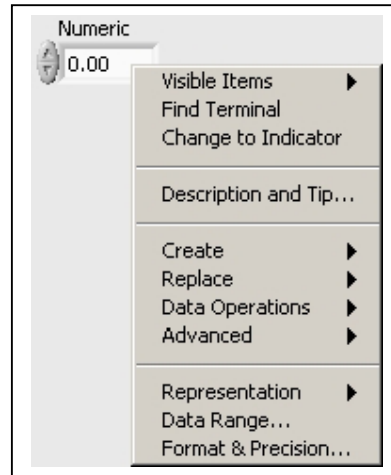 Numeric
0.00
Visible Items
Find Terminal
Change to Indicator
Description and Tip...
Create
Replace
Data Operations
Advanced
Representation
Data Range...
Format & Precision...